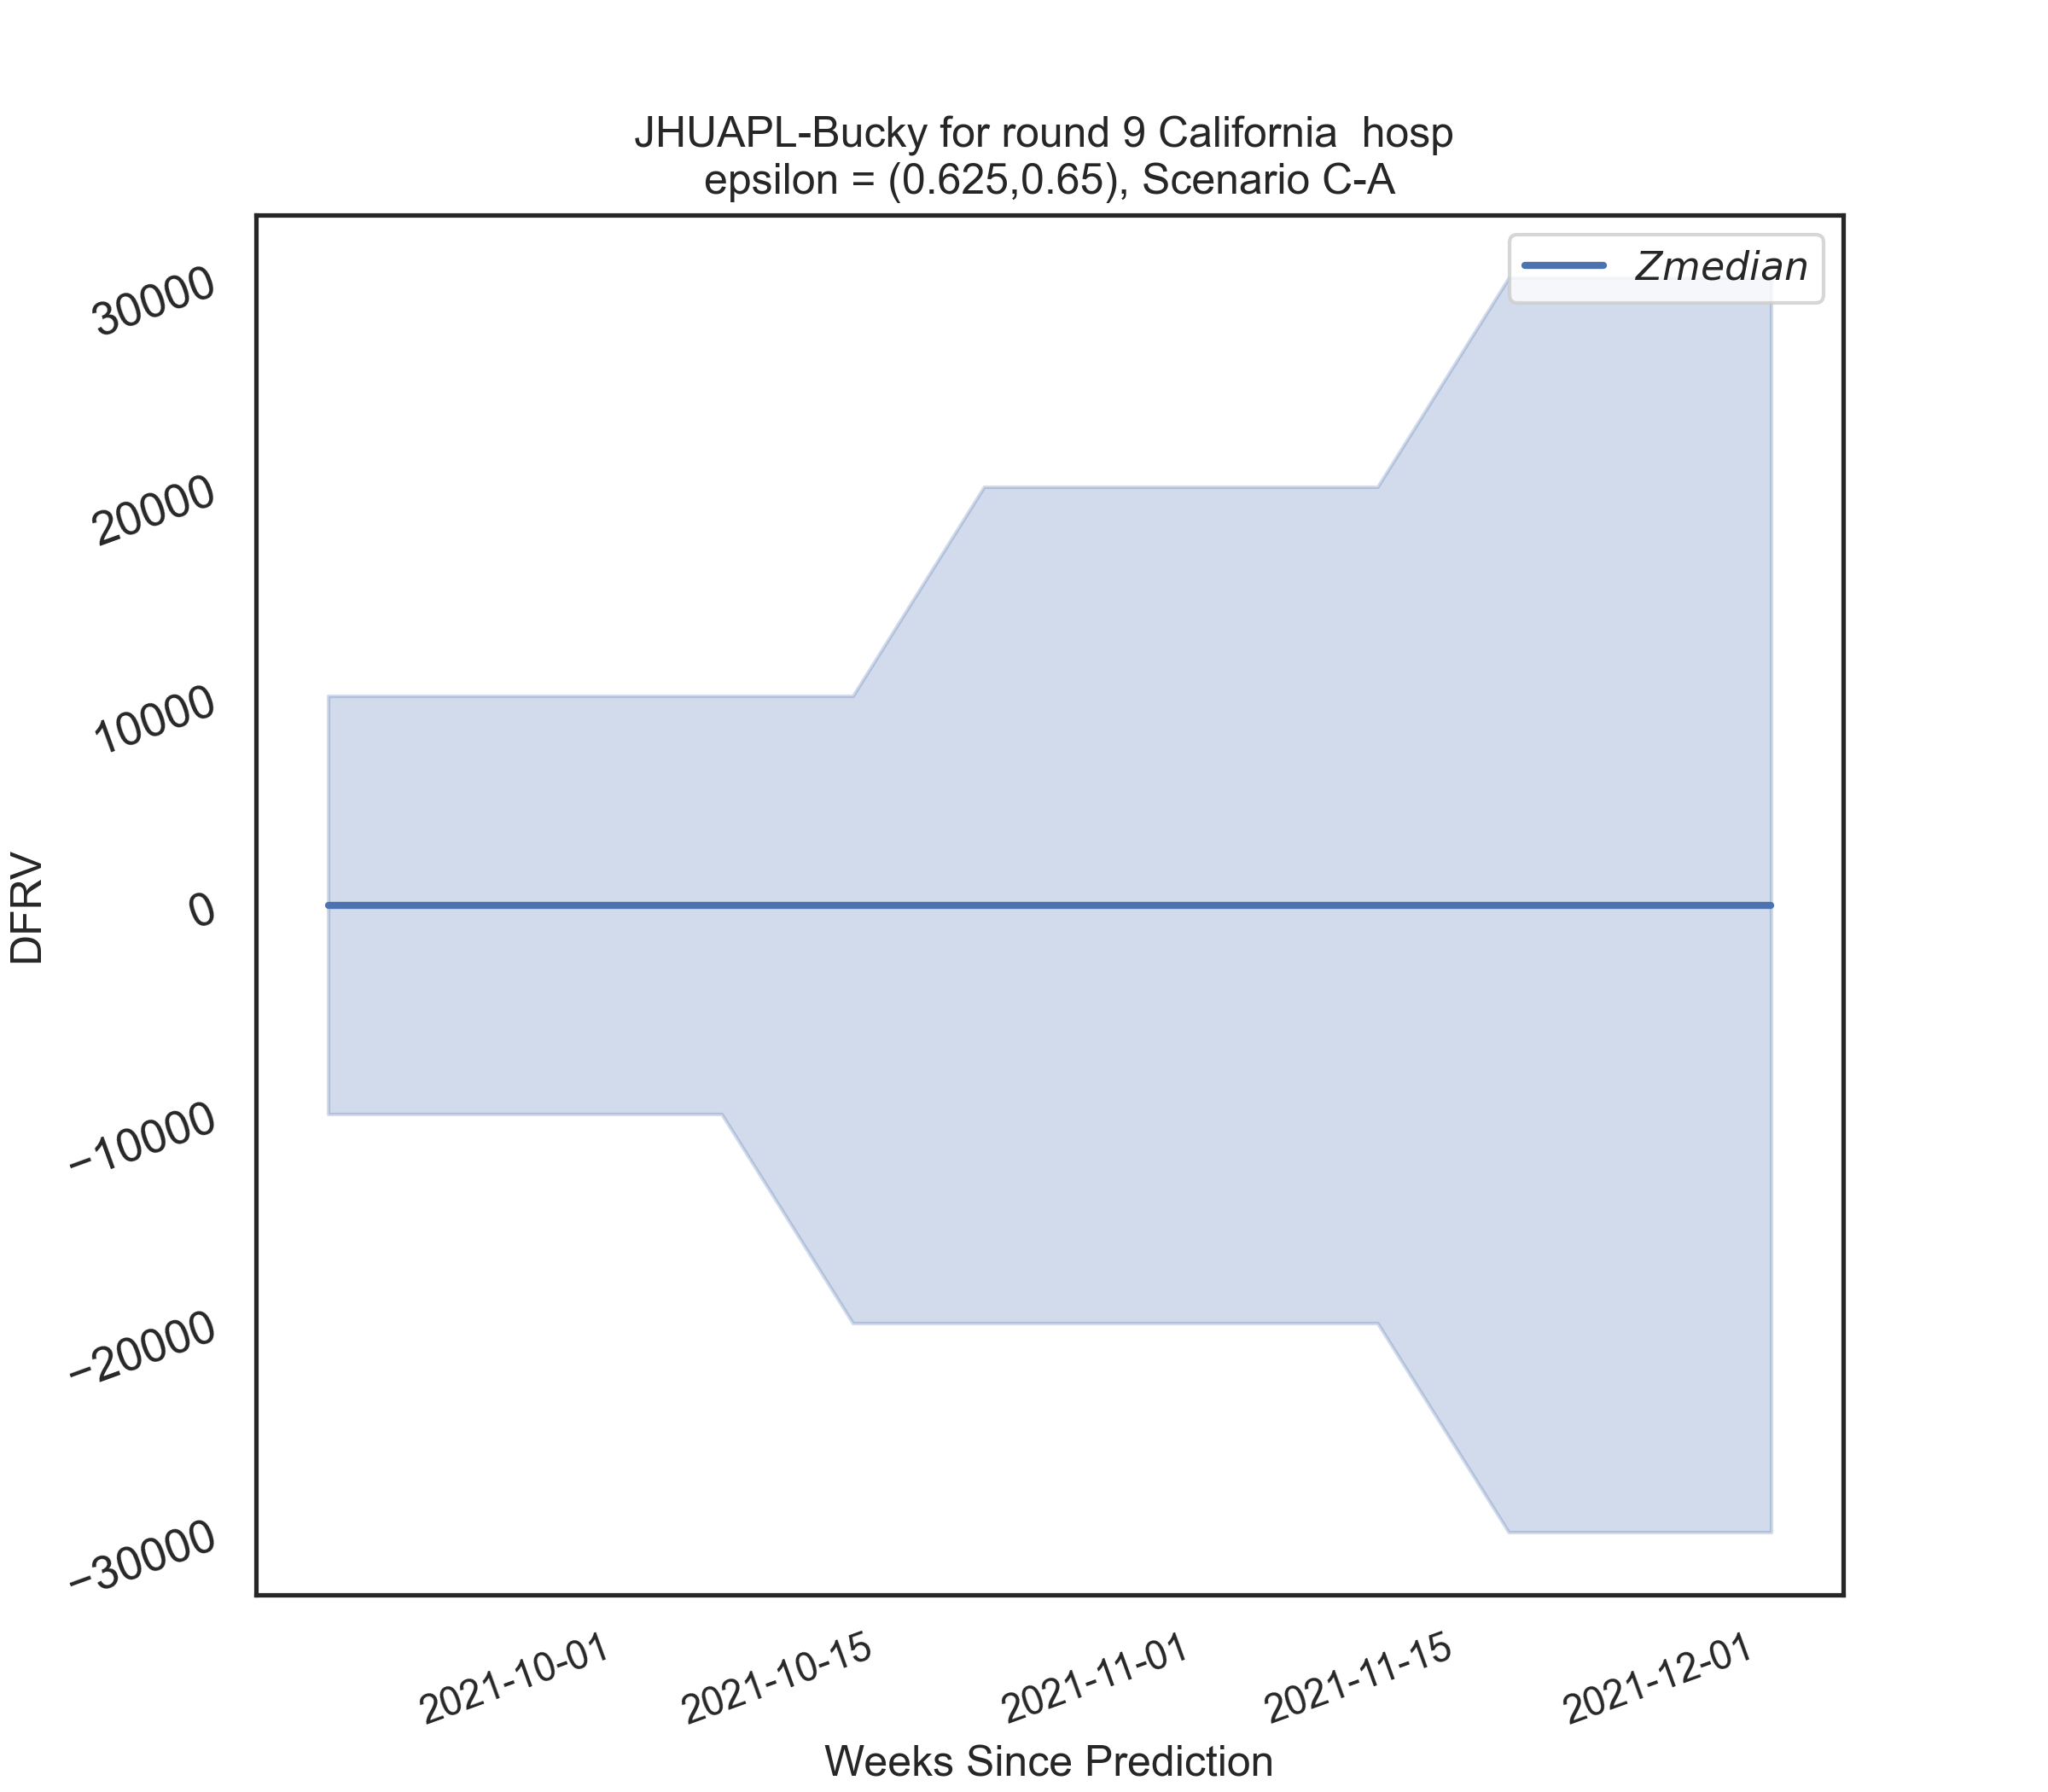 JHUAPL-Bucky for round 9 California  hosp
epsilon = (0.625,0.65), Scenario C-A
Zmedian
30000
20000
10000
0
−10000
−20000
−30000
DFRV
2021-10-01
2021-10-15
2021-11-01
2021-11-15
2021-12-01
Weeks Since Prediction